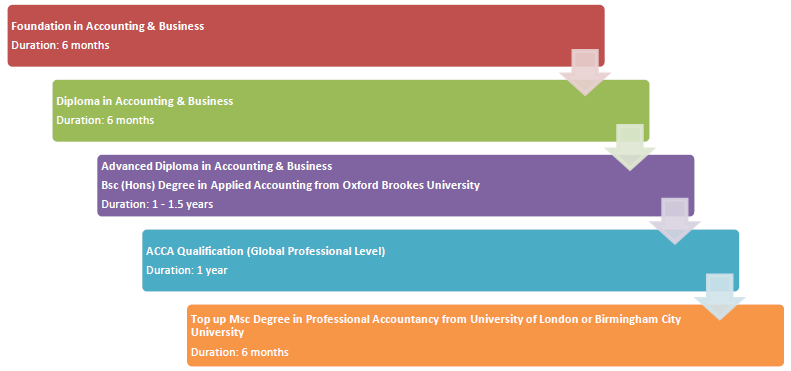 Foundation in Accounting & Business
Duration: 6 months
Diploma in Accounting & Business
Duration: 6 months
Advanced Diploma in Accounting & Business
Bsc (Hons) Degree in Applied Accounting from Oxford Brookes University
Duration: 1 - 1.5 years
ACCA Qualification (Global Professional Level)
Duration: 1 year
Top up Msc Degree in Professional Accountancy from University of London or Birmingham City
University
Duration: 6 months